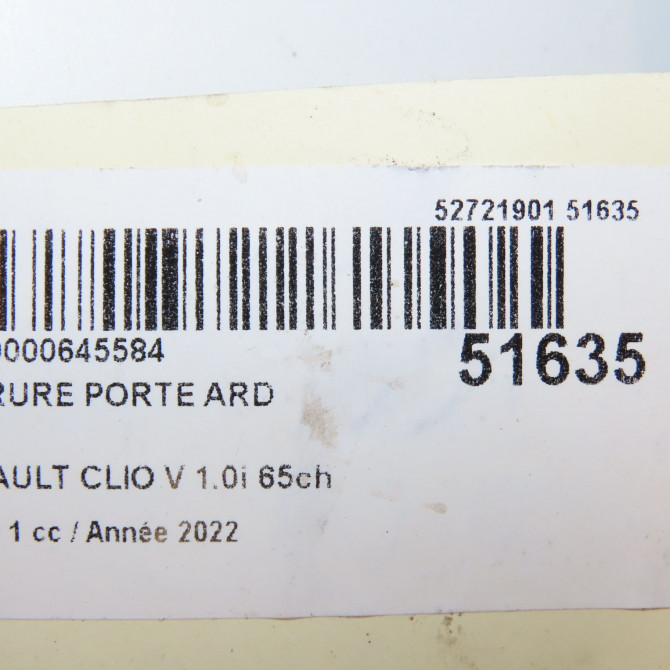 52721901 51635
0000645584
51635
RURE PORTE ARD
AULT CLIO V 1.0i 65ch
1 cc / Année 2022